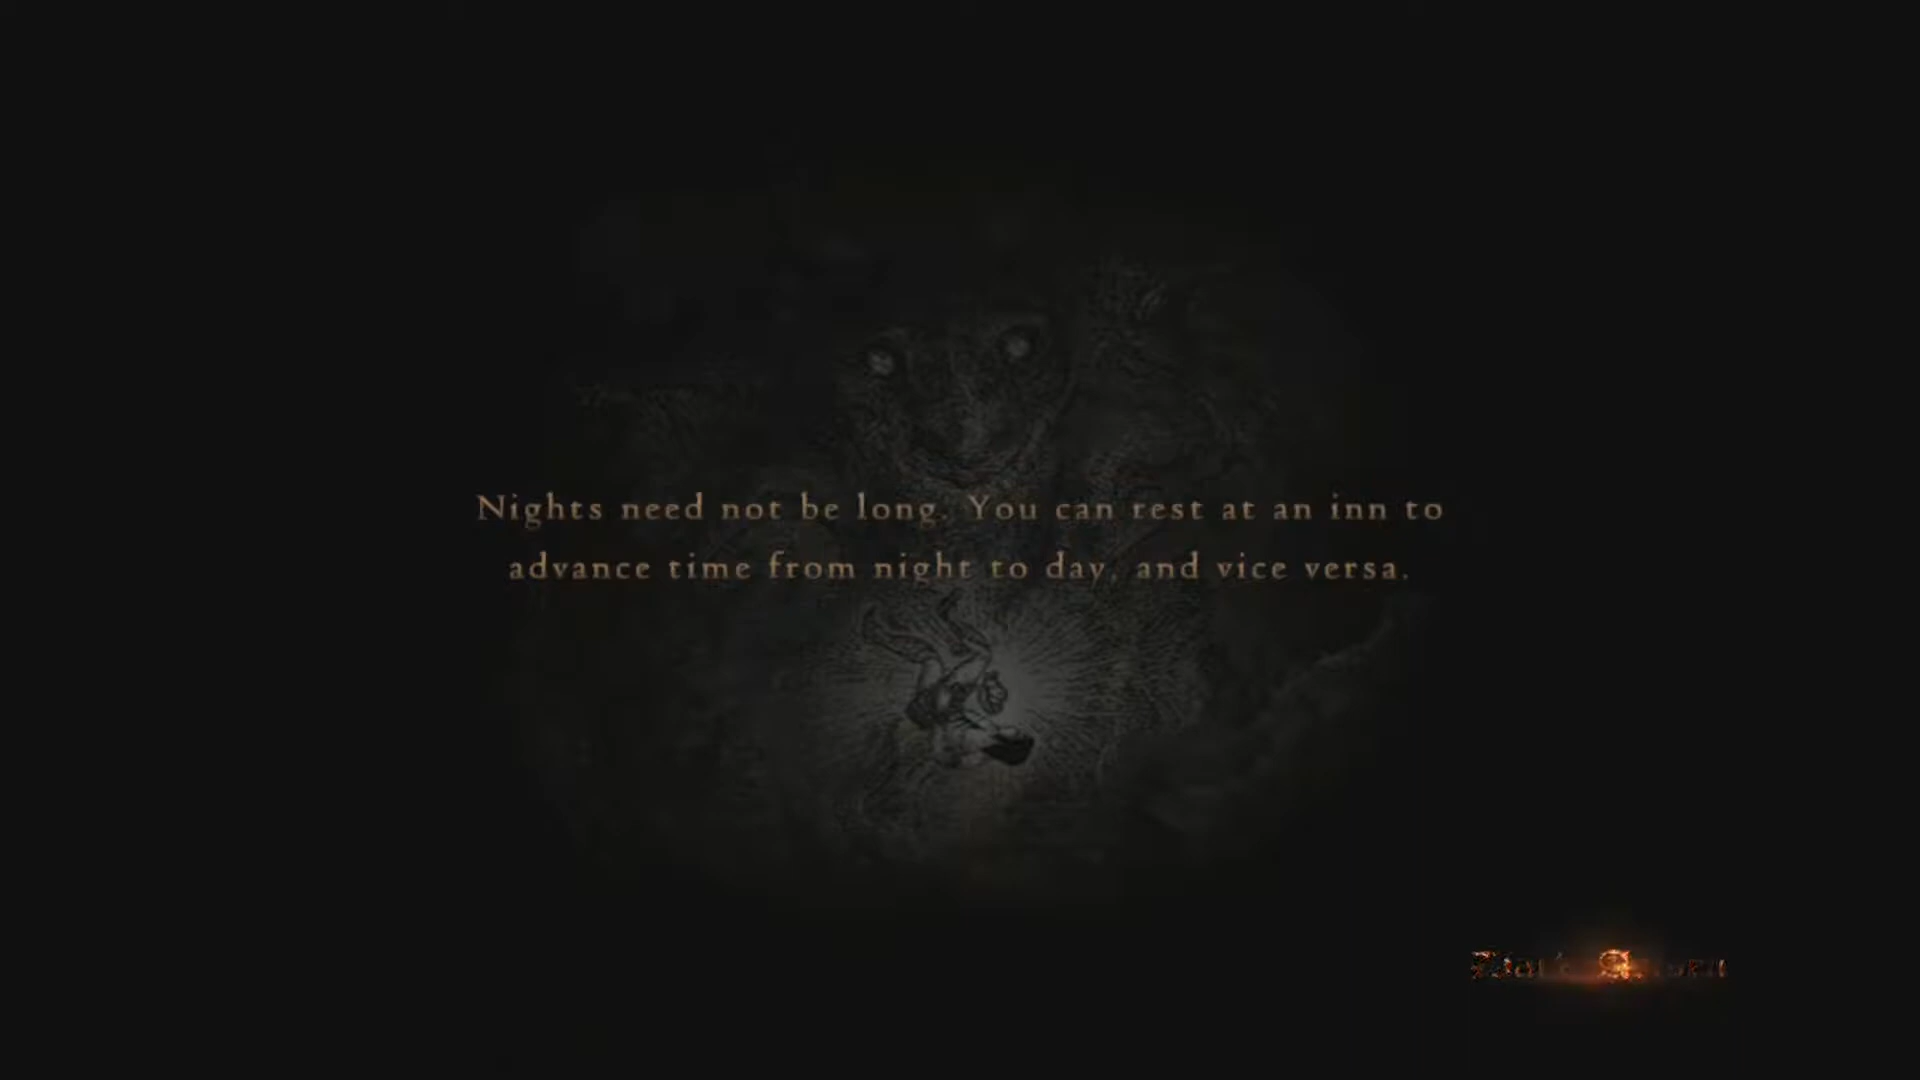 Nights need not be long. You can rest at an inn to
advance time from night to day, and vice versa.